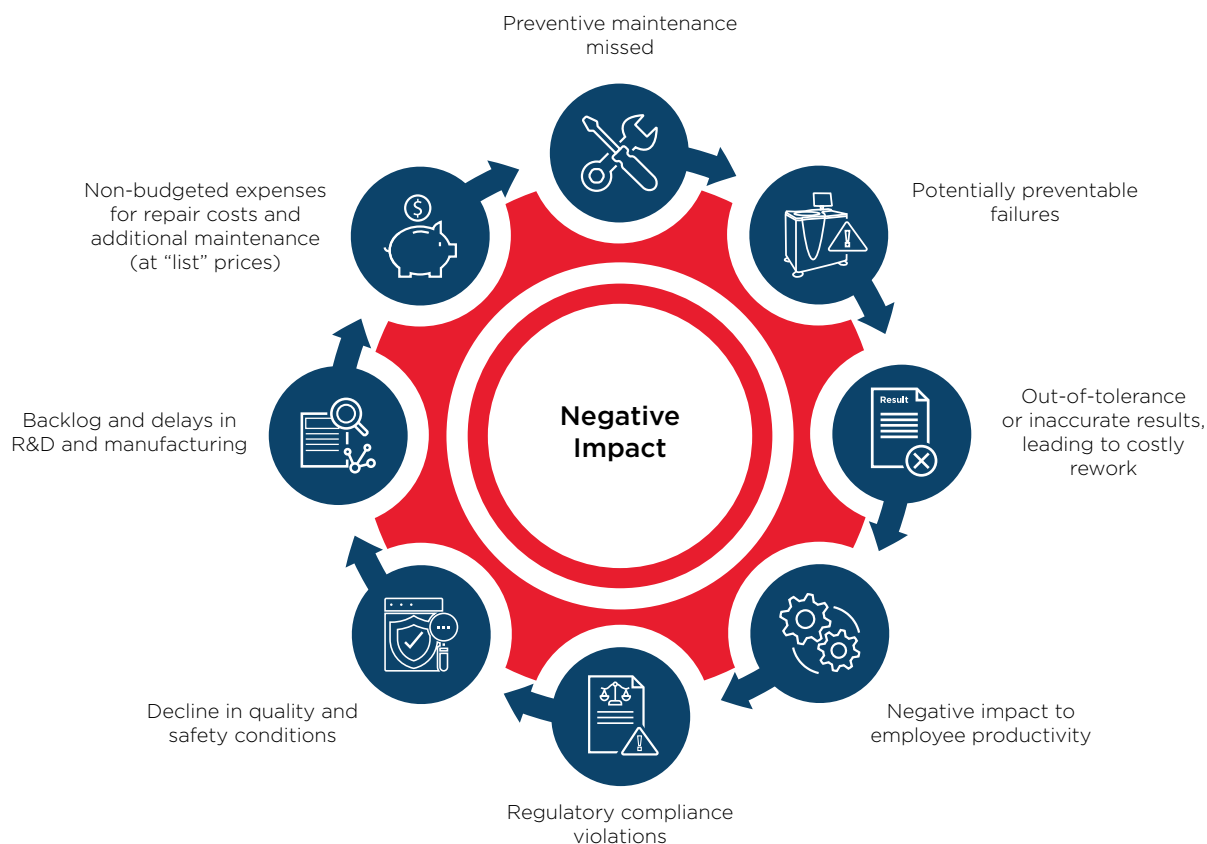 Preventive maintenance
missed
Potentially preventable
failures
Result
Out-of-tolerance
or inaccurate results,
leading to costly
rework
Negative impact to
employee productivity
Regulatory compliance
violations
Decline in quality and
safety conditions
Backlog and delays in
R&D and manufacturing
Non-budgeted expenses
for repair costs and
additional maintenance
(at “list” prices)
$
Negative
Impact